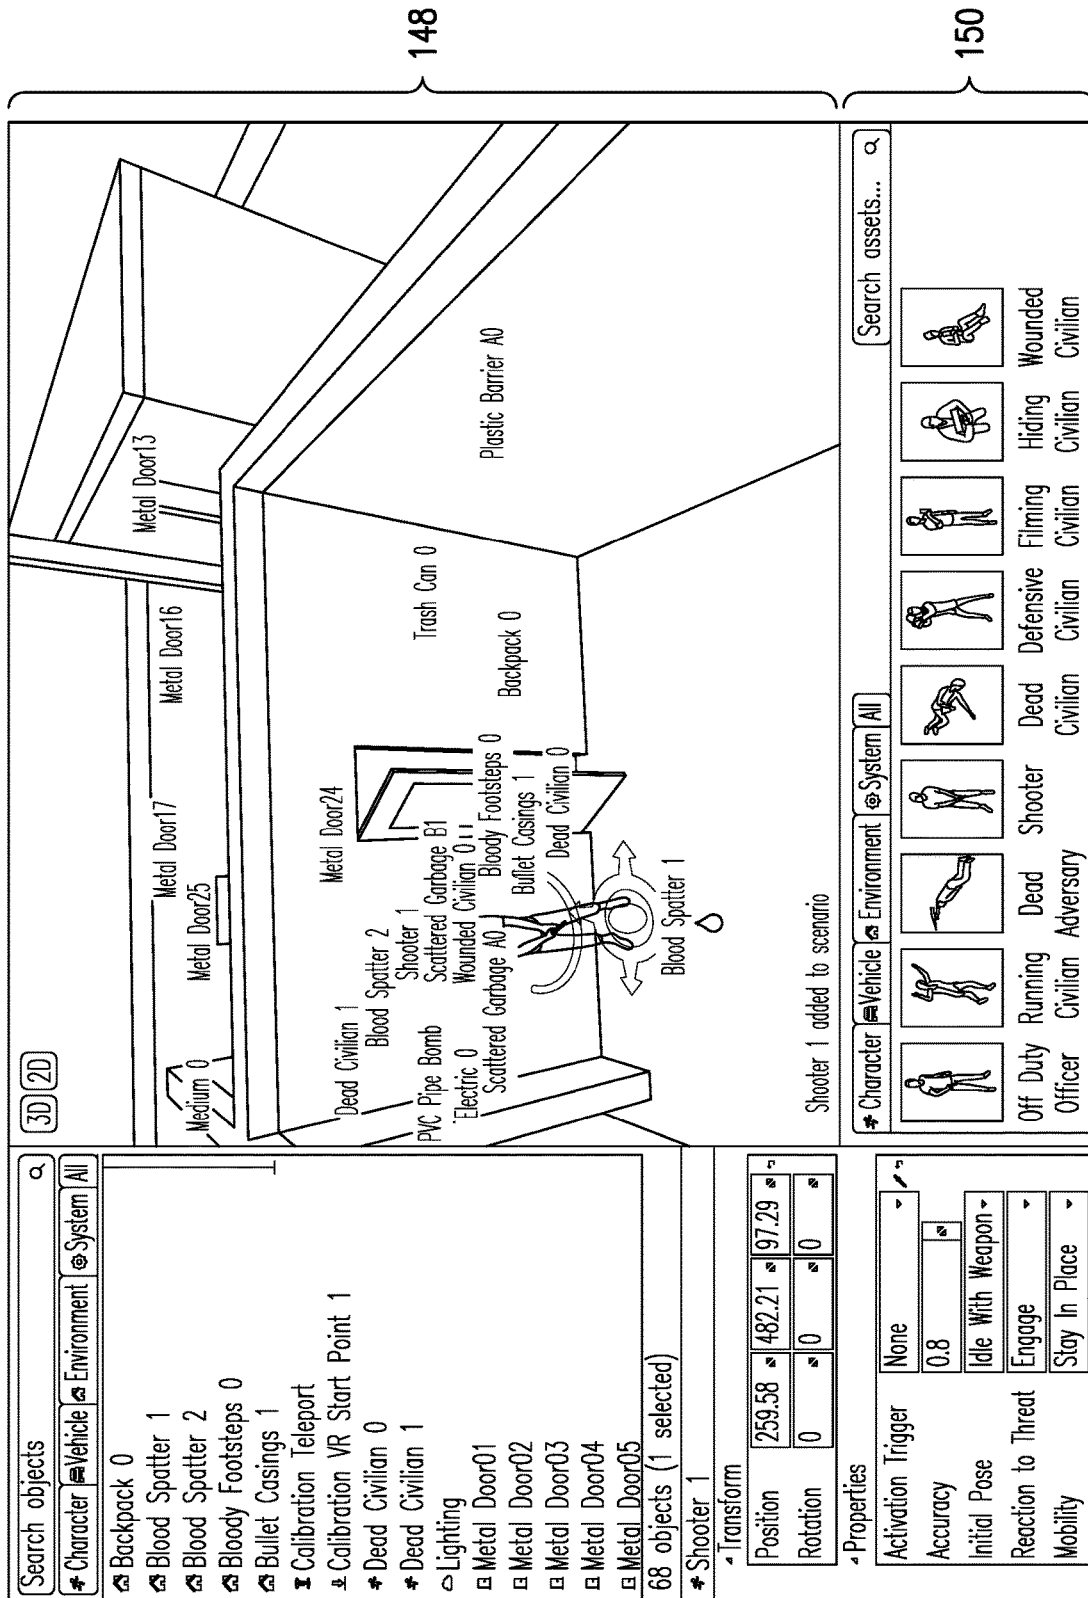 Search objects
Character Vehicle Environment System All
Backpack 0
Blood Spatter 1
Blood Spatter 2
Bloody Footsteps 0
Bullet Casings 1
Calibration Teleport
Calibration VR Start Point 1
Dead Civilian 0
Dead Civilian 1
Lighting
Metal Door01
Metal Door02
Metal Door03
Metal Door04
Metal Door05
68 objects (1 selected)
Shooter 1
Transform
Position 259.58 482.21 97.29
Rotation 0 0 0
Properties
Activation Trigger None
Accuracy 0.8
Initial Pose Idle With Weapon
Reaction to Threat Engage
Mobility Stay In Place
3D 2D
Metal Door13
Metal Door16
Metal Door17
Metal Door25
Medium 0
Metal Door24
Dead Civilian 1
Blood Spatter 2
Shooter 1
Trash Can 0
PVC Pipe Bomb
Scattered Garbage B1
Electric 0
Wounded Civilian 0
Plastic Barrier A0
Scattered Garbage A0
Bloody Footsteps 0
Backpack 0
Bullet Casings 1
Dead Civilian 0
Blood Spatter 1
Shooter 1 added to scenario
148
Character Vehicle Environment System All
Search assets...
Off Duty Officer
Running Civilian
Dead Adversary
Shooter
Dead Civilian
Defensive Civilian
Filming Civilian
Hiding Civilian
Wounded Civilian
150